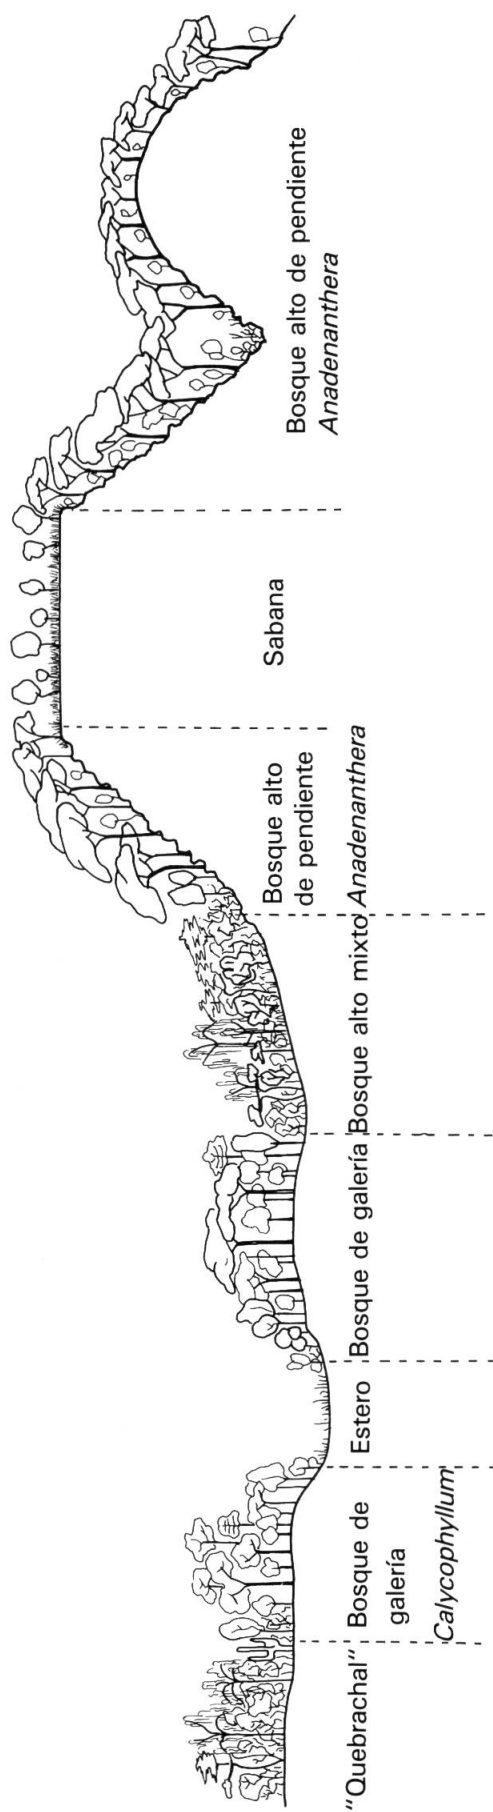 "Quebrachal"
Bosque de
galería
Calycophyllum
Estero
Bosque de galería
Bosque alto mixto
Bosque alto
de pendiente
Anadenanthera
Sabana
Bosque alto de pendiente
Anadenanthera